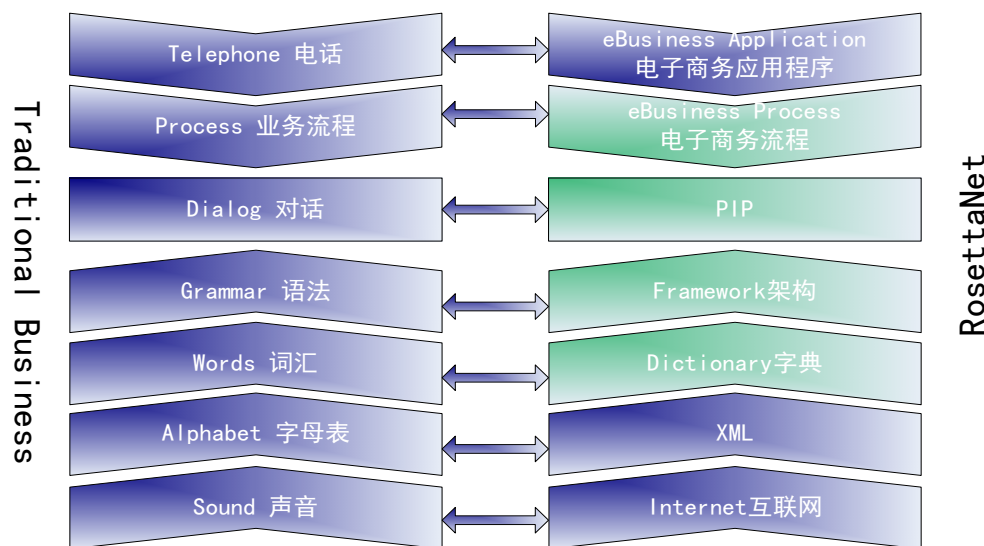 Traditional Business
Telephone 电话
eBusiness Application
电子商务应用程序
Process 业务流程
eBusiness Process
电子商务流程
Dialog 对话
PIP
Grammar 语法
Framework架构
Words 词汇
Dictionary字典
Alphabet 字母表
XML
Sound 声音
Internet互联网
RosettaNet